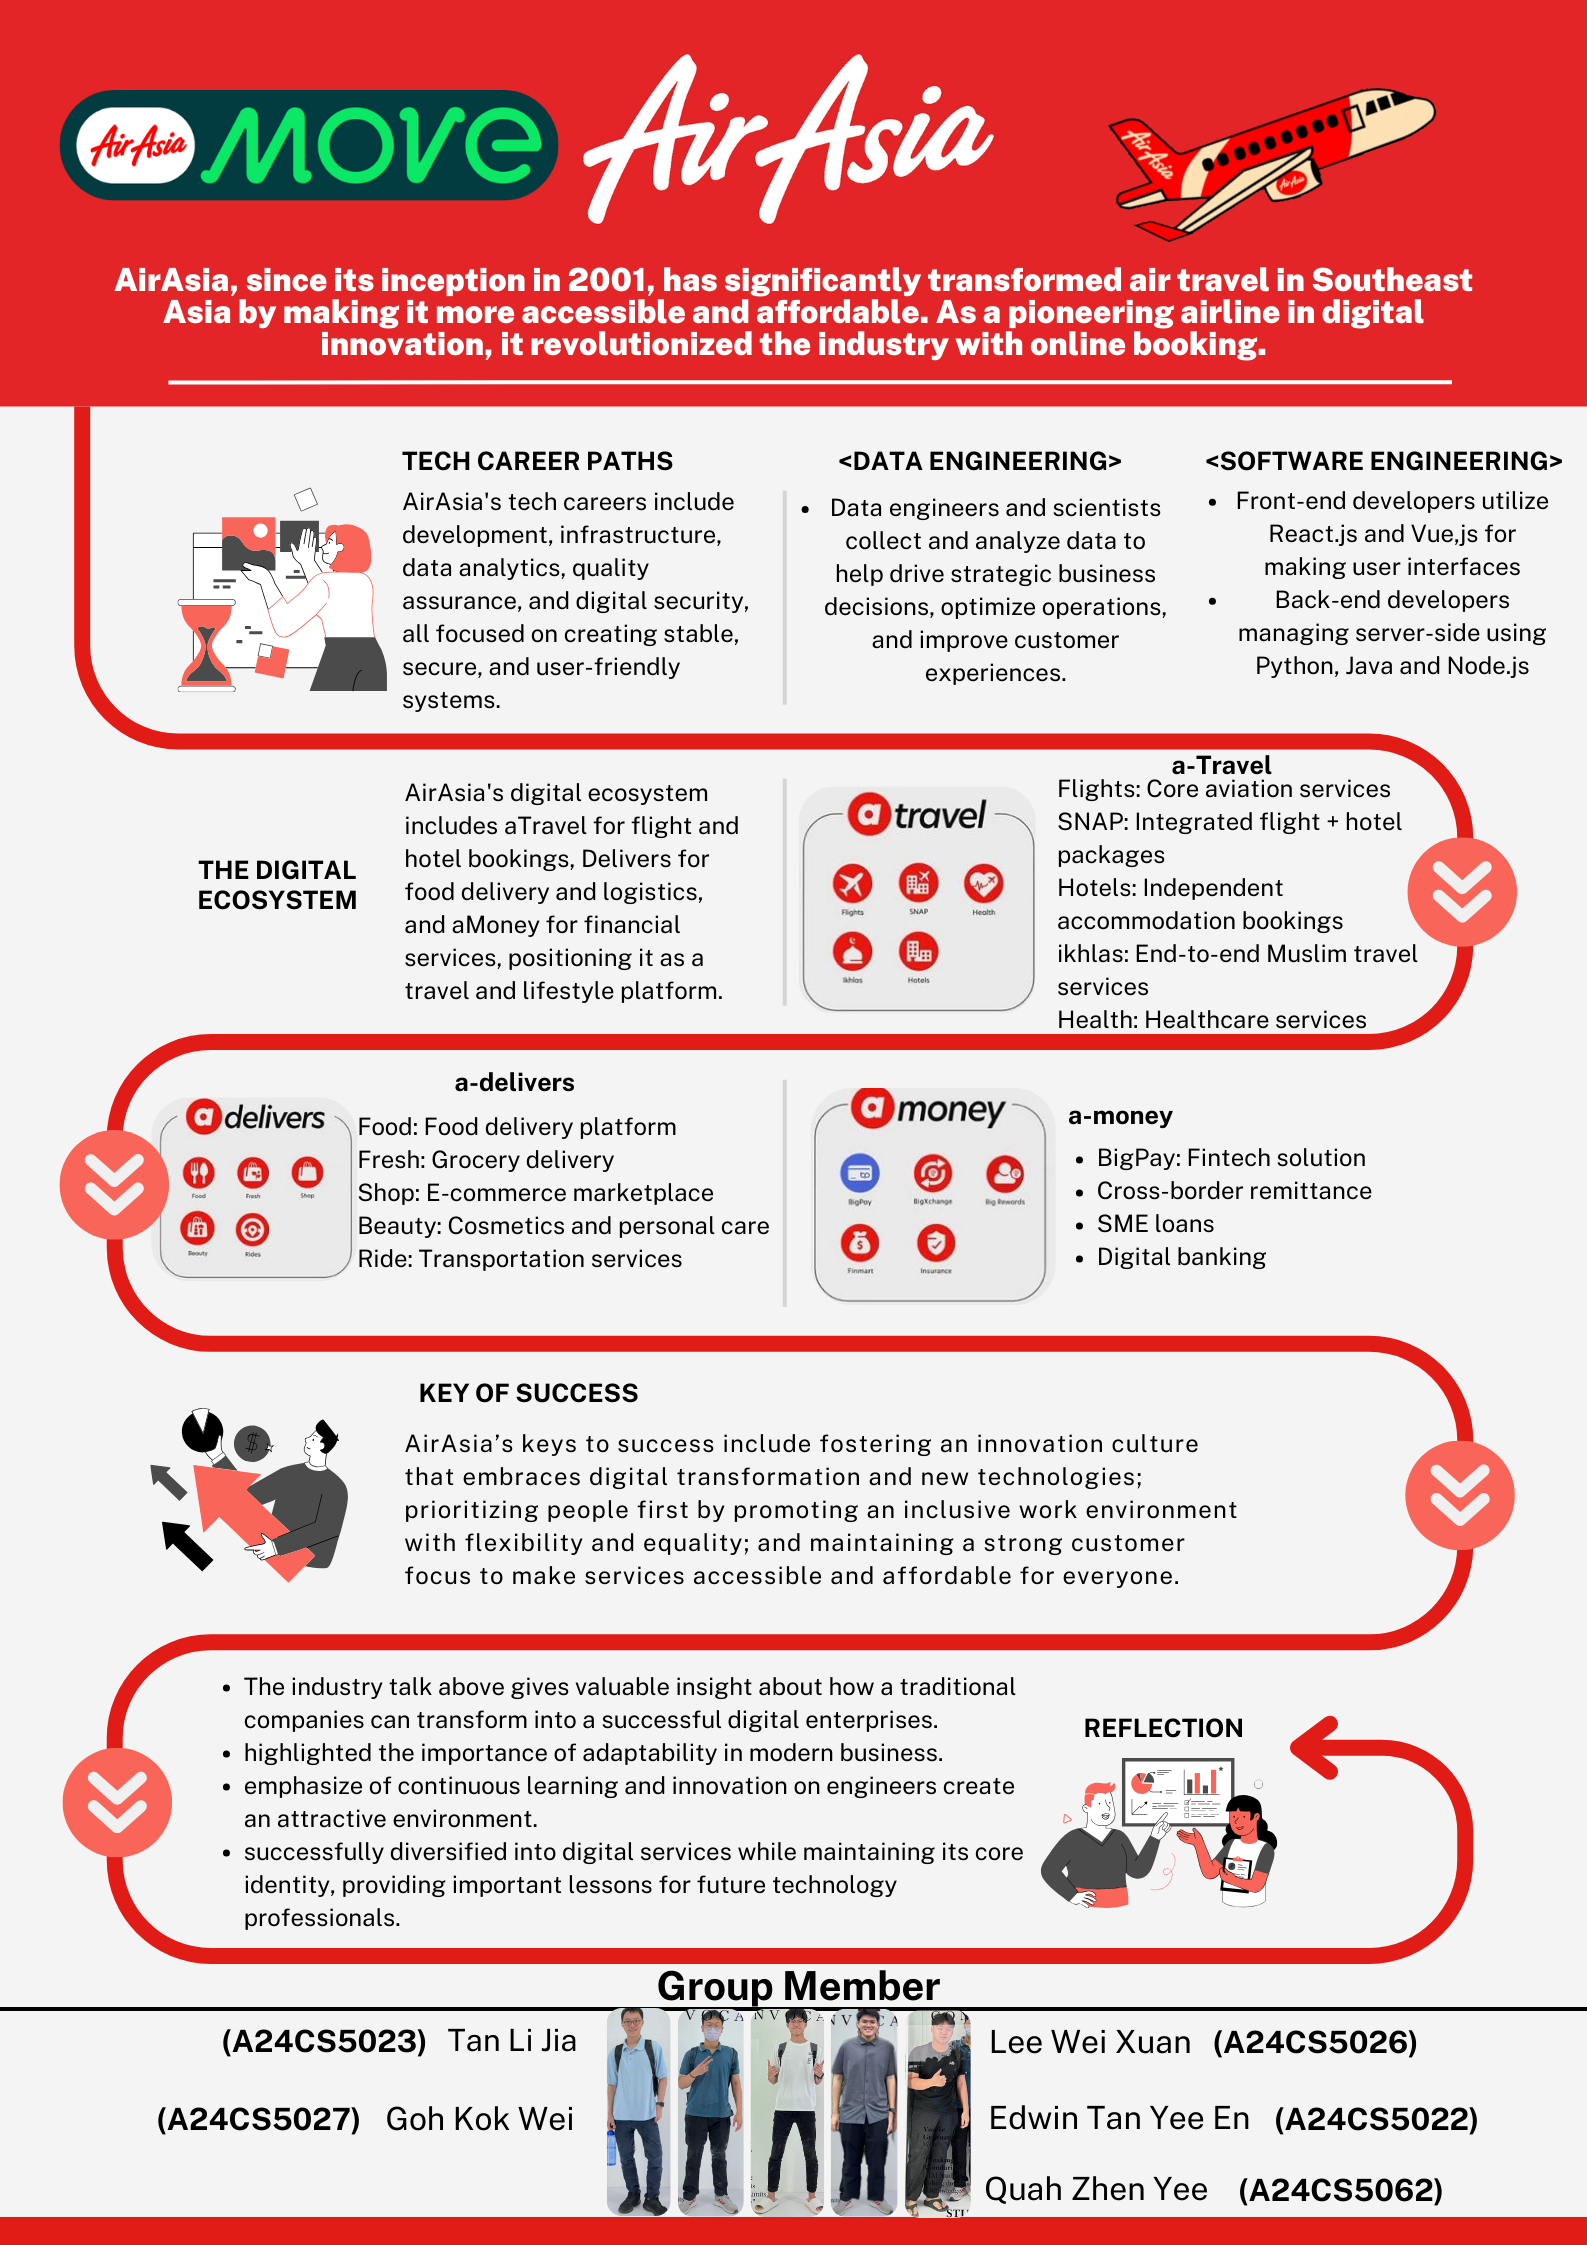 AirAsia MOVE
AirAsia
AirAsia
AirAsia
AirAsia, since its inception in 2001, has significantly transformed air travel in Southeast
Asia by making it more accessible and affordable. As a pioneering airline in digital
innovation, it revolutionized the industry with online booking.
TECH CAREER PATHS
AirAsia's tech careers include
development, infrastructure,
data analytics, quality
assurance, and digital security,
all focused on creating stable,
secure, and user-friendly
systems.
<DATA ENGINEERING>
• Data engineers and scientists
collect and analyze data to
help drive strategic business
decisions, optimize operations,
and improve customer
experiences.
<SOFTWARE ENGINEERING>
• Front-end developers utilize
React.js and Vue,js for
making user interfaces
• Back-end developers
managing server-side using
Python, Java and Node.js
THE DIGITAL
ECOSYSTEM
AirAsia's digital ecosystem
includes aTravel for flight and
hotel bookings, Delivers for
food delivery and logistics,
and aMoney for financial
services, positioning it as a
travel and lifestyle platform.
a travel
Flights SNAP Health
Ikhlas Hotels
a-Travel
Flights: Core aviation services
SNAP: Integrated flight + hotel
packages
Hotels: Independent
accommodation bookings
ikhlas: End-to-end Muslim travel
services
Health: Healthcare services
a delivers
Food Fresh Shop
Beauty Rides
a-delivers
Food: Food delivery platform
Fresh: Grocery delivery
Shop: E-commerce marketplace
Beauty: Cosmetics and personal care
Ride: Transportation services
a money
BigPay BigXchange Big Rewards
Finmart Insurance
a-money
• BigPay: Fintech solution
• Cross-border remittance
• SME loans
• Digital banking
KEY OF SUCCESS
AirAsia’s keys to success include fostering an innovation culture
that embraces digital transformation and new technologies;
prioritizing people first by promoting an inclusive work environment
with flexibility and equality; and maintaining a strong customer
focus to make services accessible and affordable for everyone.
• The industry talk above gives valuable insight about how a traditional
companies can transform into a successful digital enterprises.
• highlighted the importance of adaptability in modern business.
• emphasize of continuous learning and innovation on engineers create
an attractive environment.
• successfully diversified into digital services while maintaining its core
identity, providing important lessons for future technology
professionals.
REFLECTION
Group Member
(A24CS5023) Tan Li Jia
(A24CS5027) Goh Kok Wei
Lee Wei Xuan (A24CS5026)
Edwin Tan Yee En (A24CS5022)
Quah Zhen Yee (A24CS5062)